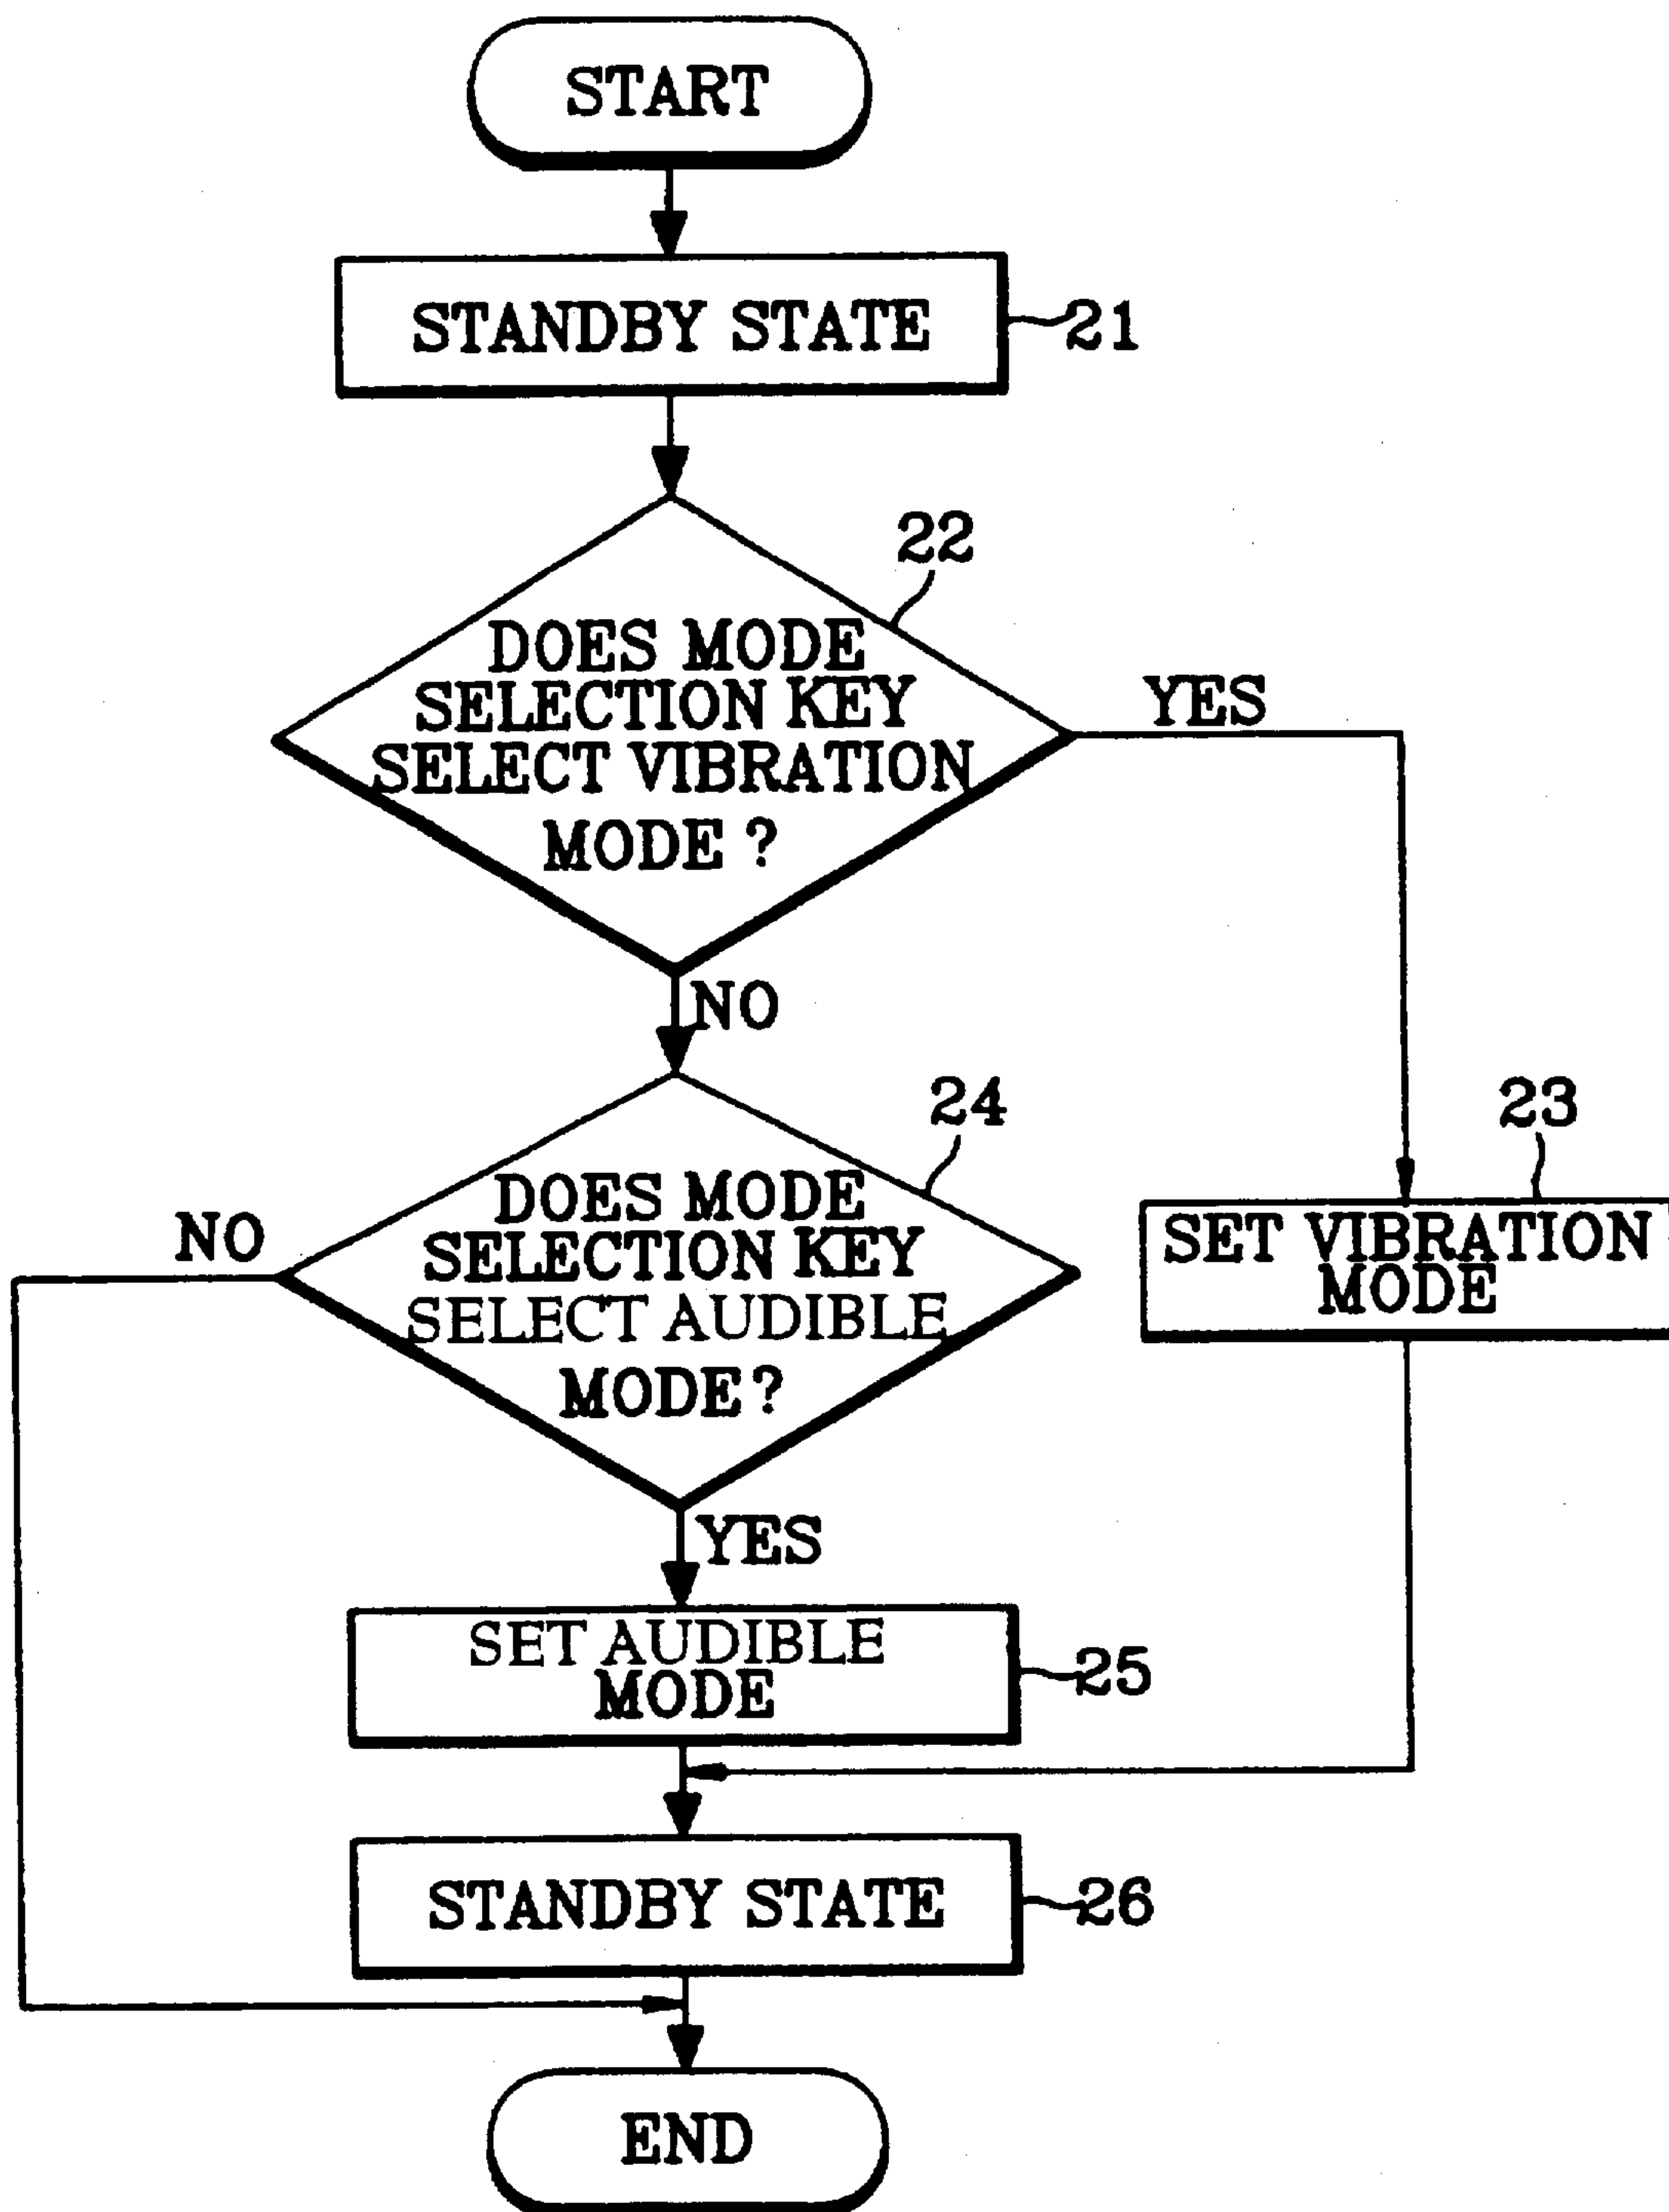 START
STANDBY STATE
21
22
DOES MODE
SELECTION KEY
SELECT VIBRATION
MODE ?
YES
NO
24
DOES MODE
SELECTION KEY
SELECT AUDIBLE
MODE?
NO
23
SET VIBRATION
MODE
YES
SET AUDIBLE
MODE
25
STANDBY STATE
26
END